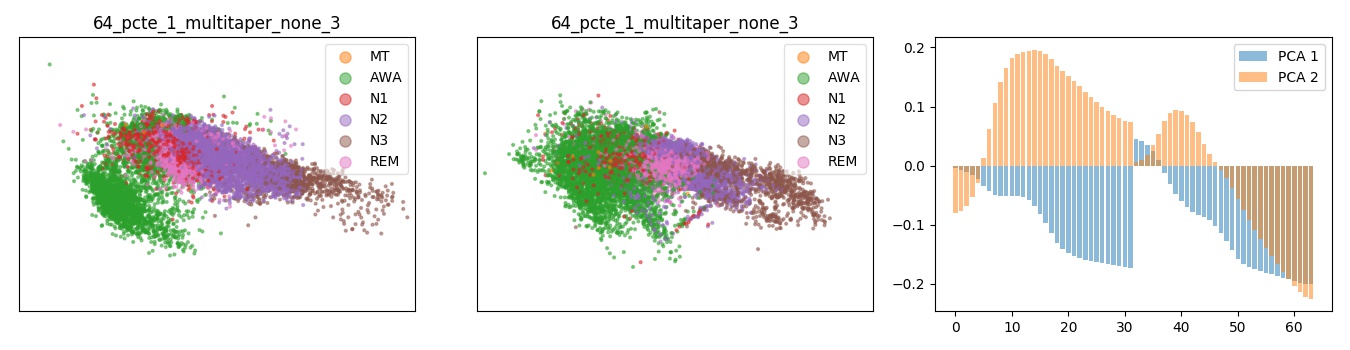 64_pcte_1_multitaper_none_3
MT
AWA
N1
N2
N3
REM
64_pcte_1_multitaper_none_3
MT
AWA
N1
N2
N3
REM
PCA 1
PCA 2
0.2
0.1
0.0
−0.1
−0.2
0 10 20 30 40 50 60